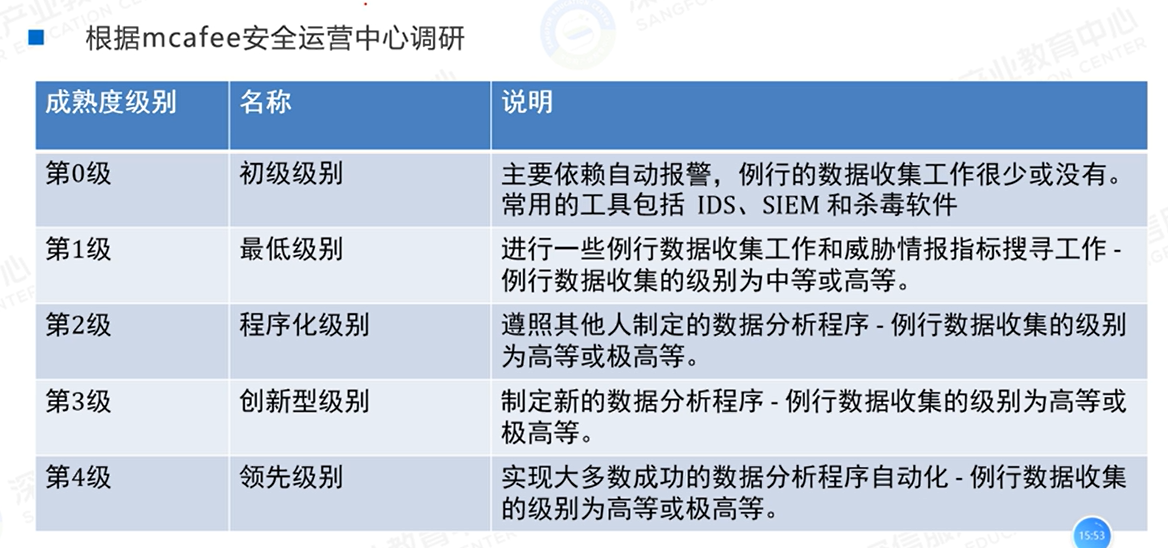 根据mcafee安全运营中心调研
成熟度级别 名称 说明
第0级 初级级别 主要依赖自动报警，例行的数据收集工作很少或没有。
常用的工具包括 IDS、SIEM 和杀毒软件
第1级 最低级别 进行一些例行数据收集工作和威胁情报指标搜寻工作 -
例行数据收集的级别为中等或高等。
第2级 程序化级别 遵照其他人制定的数据分析程序 - 例行数据收集的级别
为高等或极高等。
第3级 创新型级别 制定新的数据分析程序 - 例行数据收集的级别为高等或
极高等。
第4级 领先级别 实现大多数成功的数据分析程序自动化 - 例行数据收集
的级别为高等或极高等。
15:53